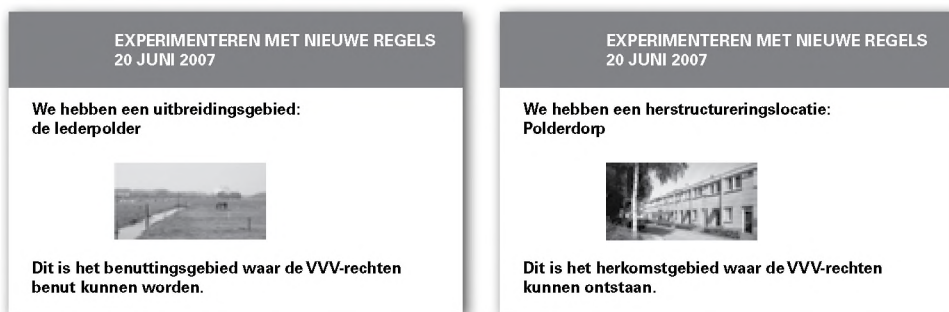 EXPERIMENTEREN MET NIEUWE REGELS
20 JUNI 2007
We hebben een uitbreidingsgebied:
de Iederpolder
Dit is het benuttingsgebied waar de VVV-rechten
benut kunnen worden.
EXPERIMENTEREN MET NIEUWE REGELS
20 JUNI 2007
We hebben een herstructureringslocatie:
Polderdorp
Dit is het herkomstgebied waar de VVV-rechten
kunnen ontstaan.